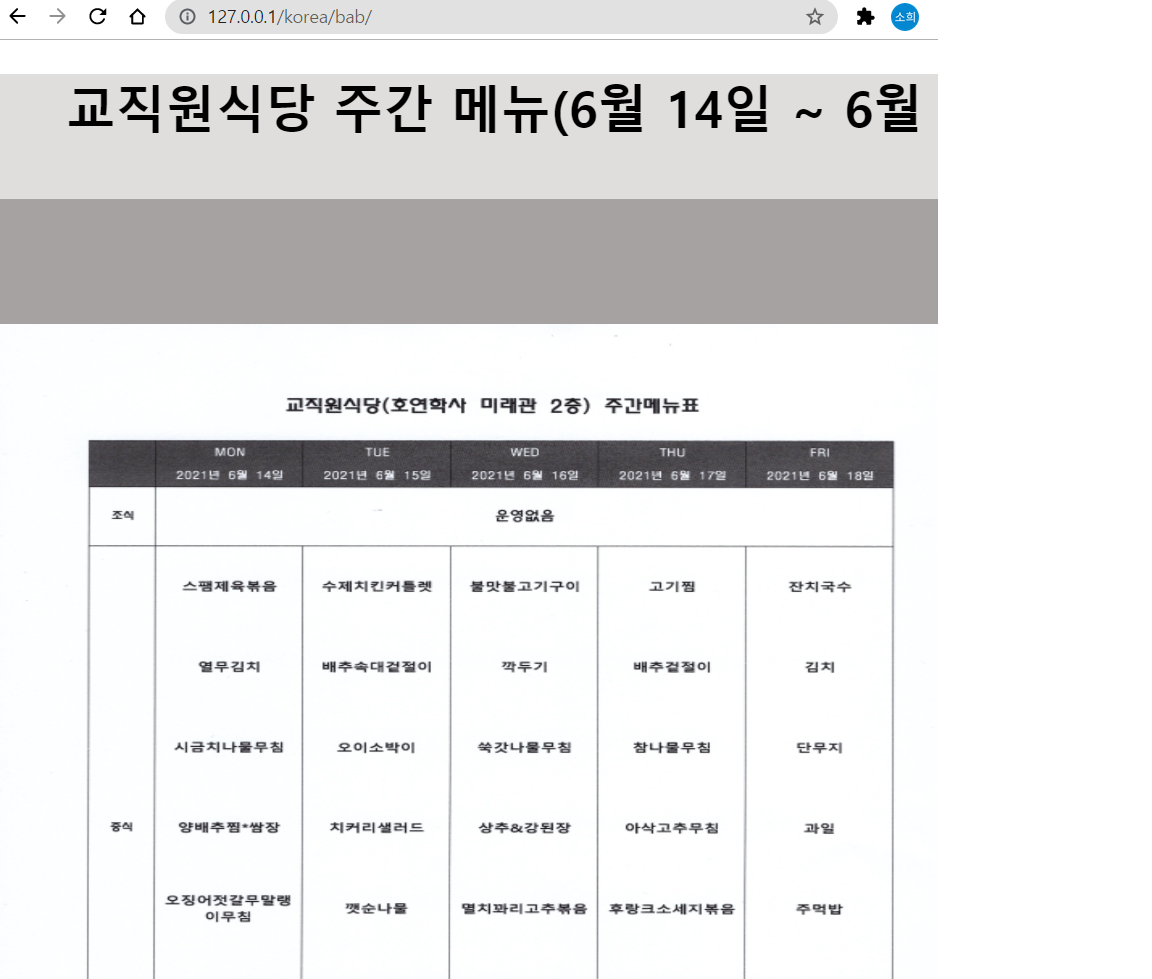 127.0.0.1/korea/bab/
소희
교직원식당 주간 메뉴(6월 14일 ~ 6월
교직원식당(호연학사 미래관 2층) 주간메뉴표
MON TUE WED THU FRI
2021년 6월 14일 2021년 6월 15일 2021년 6월 16일 2021년 6월 17일 2021년 6월 18일
조식 운영없음
스팸제육볶음 수제치킨커틀렛 불맛불고기구이 고기찜 잔치국수
열무김치 배추속대겉절이 깍두기 배추겉절이 김치
시금치나물무침 오이소박이 쑥갓나물무침 참나물무침 단무지
중식 양배추찜*쌈장 치커리샐러드 상추&강된장 아삭고추무침 과일
오징어젓갈무말랭
이무침 깻순나물 멸치꽈리고추볶음 후랑크소세지볶음 주먹밥